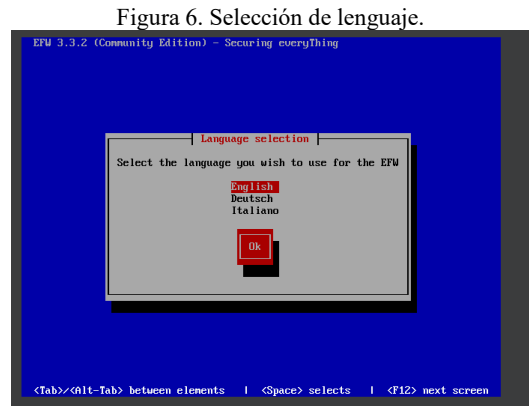 Figura 6. Selección de lenguaje.
EFW 3.3.2 (Community Edition) - Securing everyThing
Language selection
Select the language you wish to use for the EFW
English
Deutsch
Italiano
Ok
<Tab>/<Alt-Tab> between elements | <Space> selects | <F12> next screen